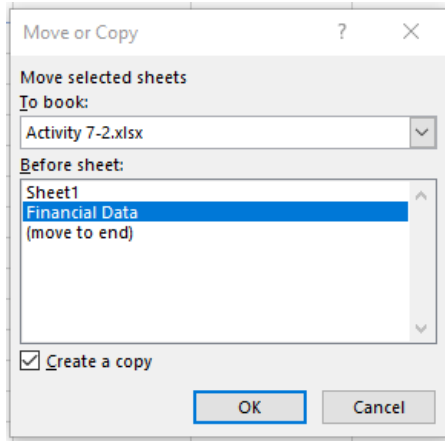 Move or Copy ?
Move selected sheets
To book:
Activity 7-2.xlsx
Before sheet:
Sheet1
Financial Data
(move to end)
Create a copy
OK Cancel